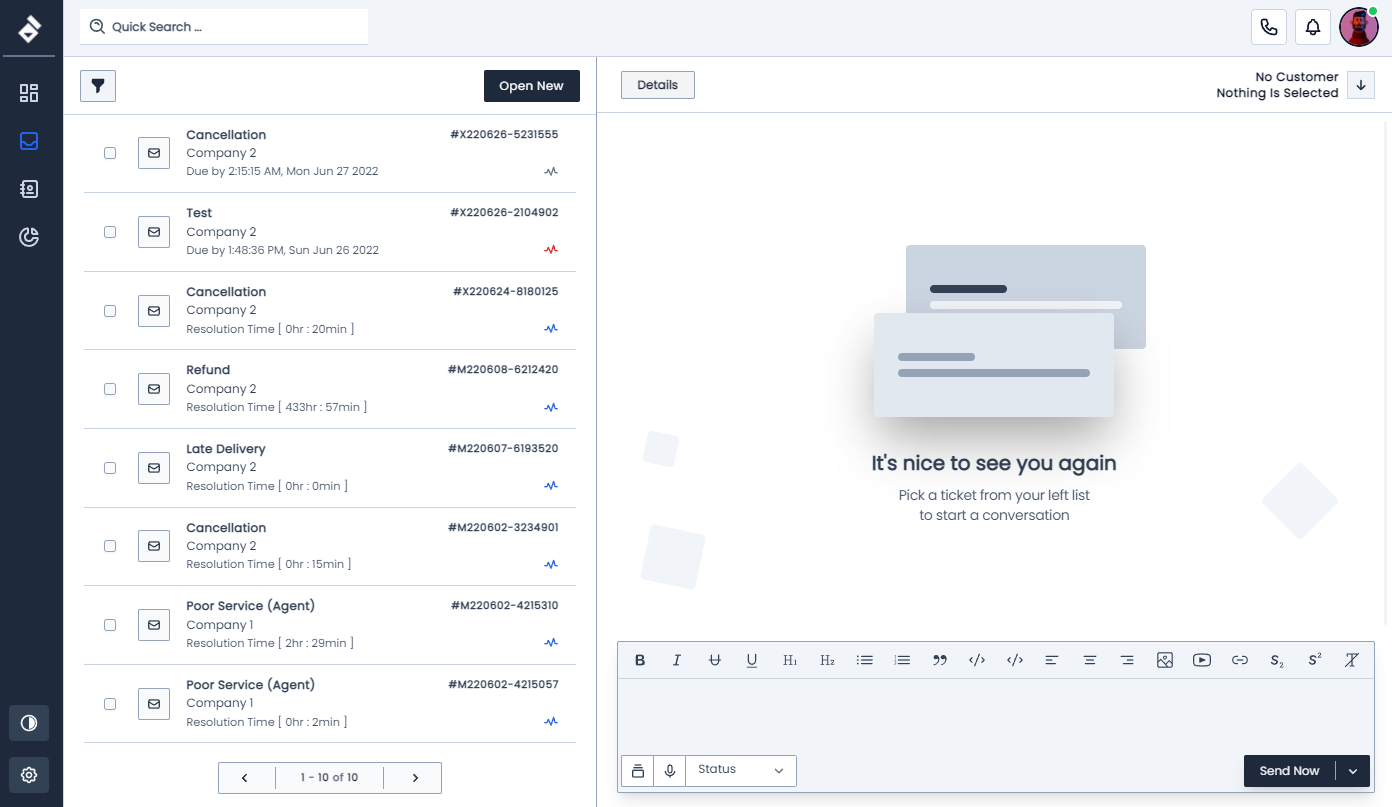 Quick Search ...
Open New
Details
No Customer
Nothing Is Selected
Cancellation
#X220626-5231555
Company 2
Due by 2:15:15 AM, Mon Jun 27 2022
Test
#X220626-2104902
Company 2
Due by 1:48:36 PM, Sun Jun 26 2022
Cancellation
#X220624-8180125
Company 2
Resolution Time [ 0hr : 20min ]
Refund
#M220608-6212420
Company 2
Resolution Time [ 433hr : 57min ]
Late Delivery
#M220607-6193520
Company 2
Resolution Time [ 0hr : 0min ]
Cancellation
#M220602-3234901
Company 2
Resolution Time [ 0hr : 15min ]
Poor Service (Agent)
#M220602-4215310
Company 1
Resolution Time [ 2hr : 29min ]
Poor Service (Agent)
#M220602-4215057
Company 1
Resolution Time [ 0hr : 2min ]
1 - 10 of 10
It's nice to see you again
Pick a ticket from your left list
to start a conversation
B I U U H1 H2 S2 S2 T
Status
Send Now